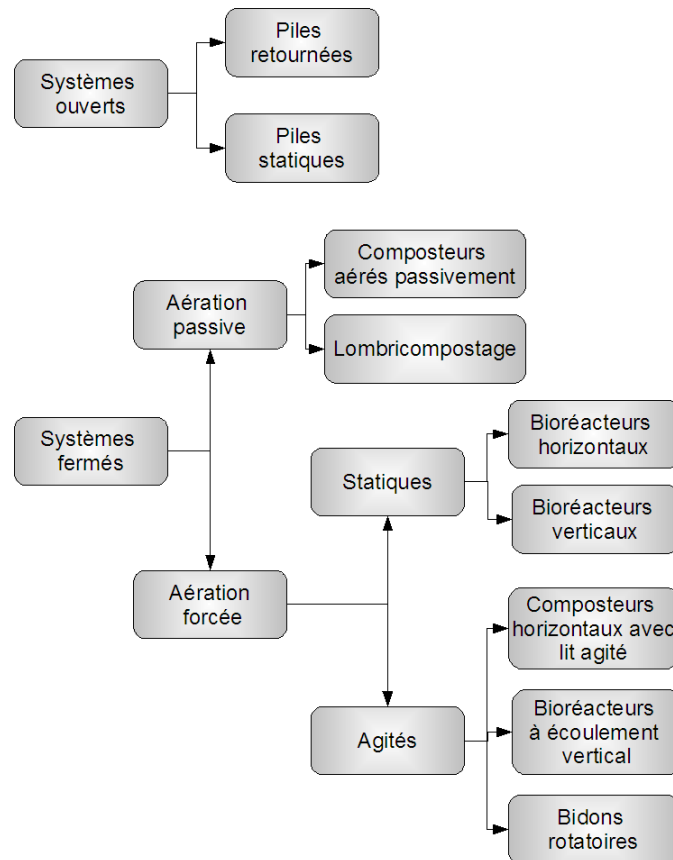 Piles
retournées
Systèmes
ouverts
Piles
statiques
Composteurs
aérés passivement
Aération
passive
Lombricompostage
Systèmes
fermés
Bioréacteurs
horizontaux
Statiques
Bioréacteurs
verticaux
Aération
forcée
Composteurs
horizontaux avec
lit agité
Bioréacteurs
à écoulement
vertical
Agités
Bidons
rotatoires